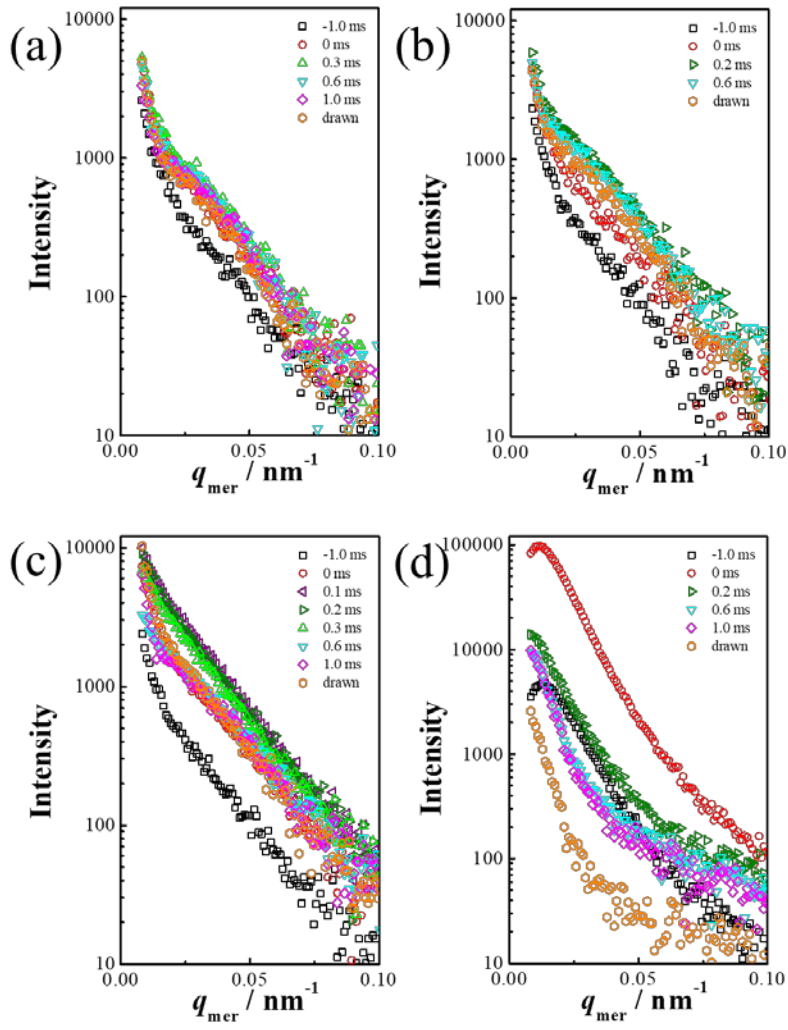 (a)
10000
1000
100
10
Intensity
-1.0 ms
0 ms
0.3 ms
0.6 ms
1.0 ms
drawn
0.00
0.05
0.10
q mer / nm-1
(b)
10000
1000
100
10
Intensity
-1.0 ms
0 ms
0.2 ms
0.6 ms
drawn
0.00
0.05
0.10
q mer / nm-1
(c)
10000
1000
100
10
Intensity
-1.0 ms
0 ms
0.1 ms
0.2 ms
0.3 ms
0.6 ms
1.0 ms
drawn
0.00
0.05
0.10
q mer / nm-1
(d)
100000
10000
1000
100
10
Intensity
-1.0 ms
0 ms
0.2 ms
0.6 ms
1.0 ms
drawn
0.00
0.05
0.10
q mer / nm-1